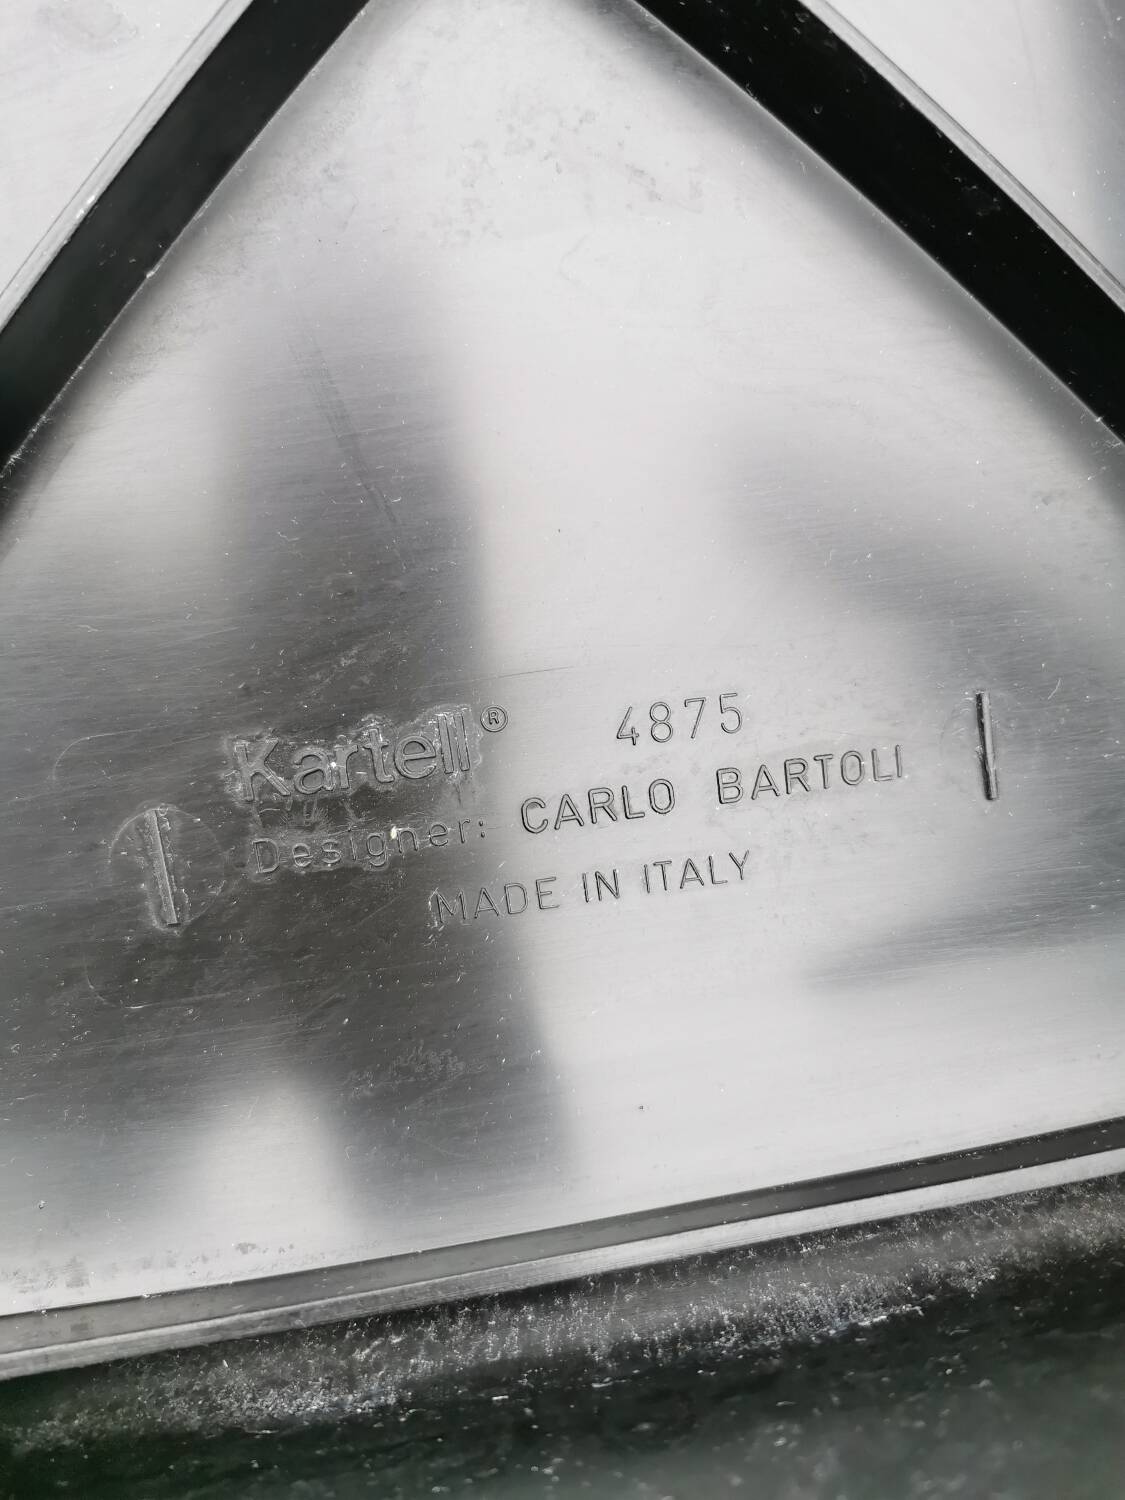 Kartell® 4875
Designer: CARLO BARTOLI
MADE IN ITALY